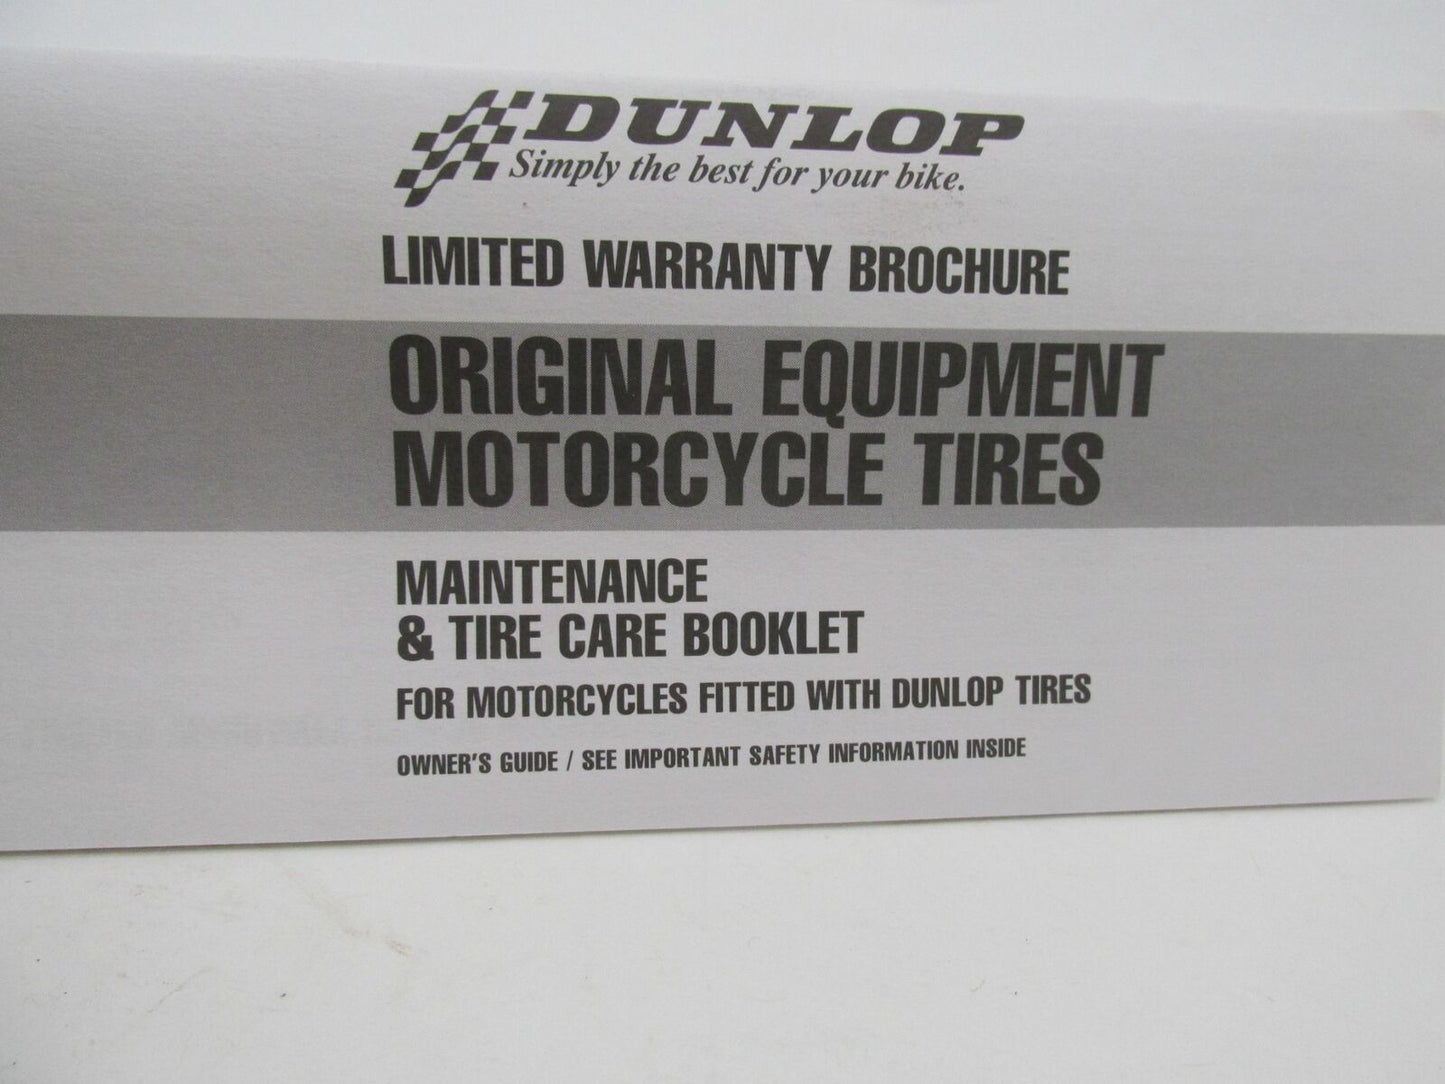 DUNLOP
Simply the best for your bike.
LIMITED WARRANTY BROCHURE
ORIGINAL EQUIPMENT
MOTORCYCLE TIRES
MAINTENANCE
& TIRE CARE BOOKLET
FOR MOTORCYCLES FITTED WITH DUNLOP TIRES
OWNER'S GUIDE / SEE IMPORTANT SAFETY INFORMATION INSIDE